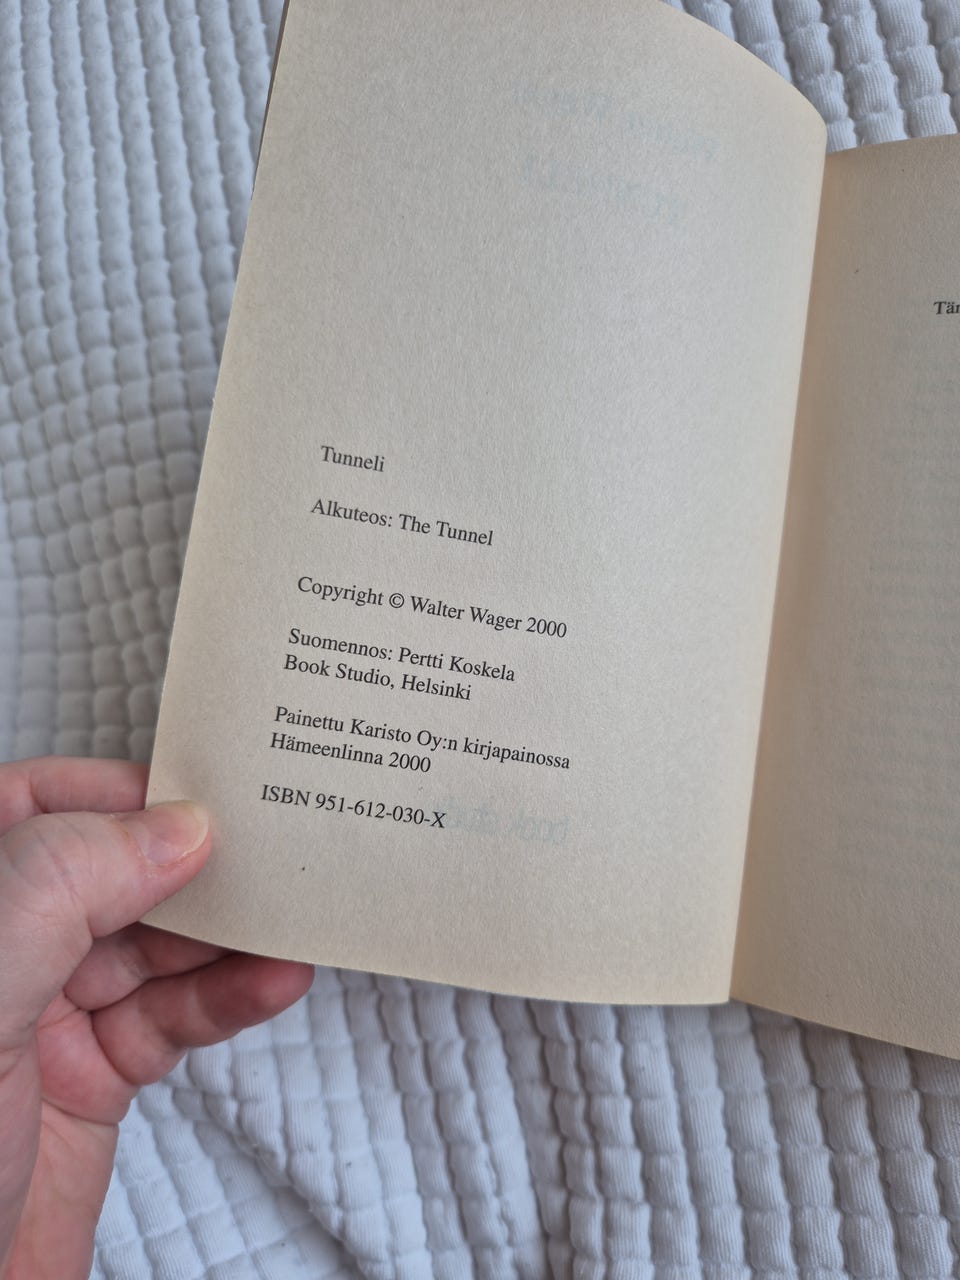 Tunneli
Alkuteos: The Tunnel
Copyright © Walter Wager 2000
Suomennos: Pertti Koskela
Book Studio, Helsinki
Painettu Karisto Oy:n kirjapainossa
Hämeenlinna 2000
ISBN 951-612-030-X